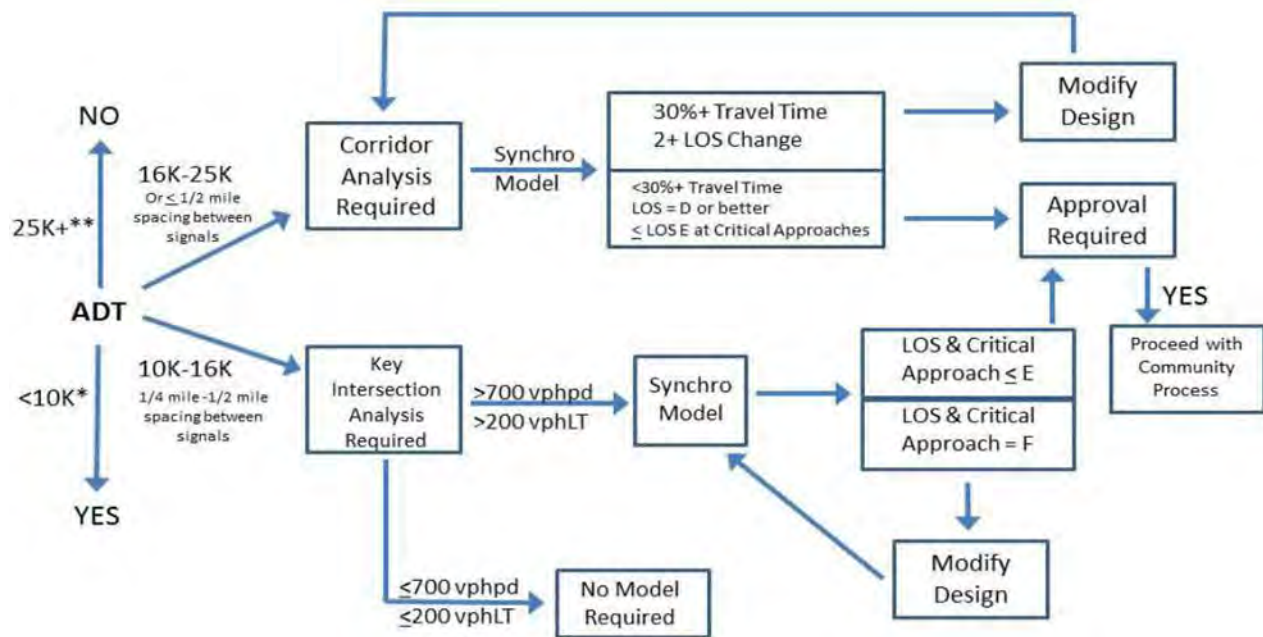 NO
25K+**
ADT
<10K*
YES
16K-25K
Or ≤ 1/2 mile
spacing between
signals
Corridor
Analysis
Required
Synchro
Model
30%+ Travel Time
2+ LOS Change
<30%+ Travel Time
LOS = D or better
≤ LOS E at Critical Approaches
Modify
Design
Approval
Required
YES
Proceed with
Community
Process
10K-16K
1/4 mile -1/2 mile
spacing between
signals
Key
Intersection
Analysis
Required
>700 vphpd
>200 vphLT
Synchro
Model
LOS & Critical
Approach ≤ E
LOS & Critical
Approach = F
Modify
Design
≤700 vphpd
≤200 vphLT
No Model
Required